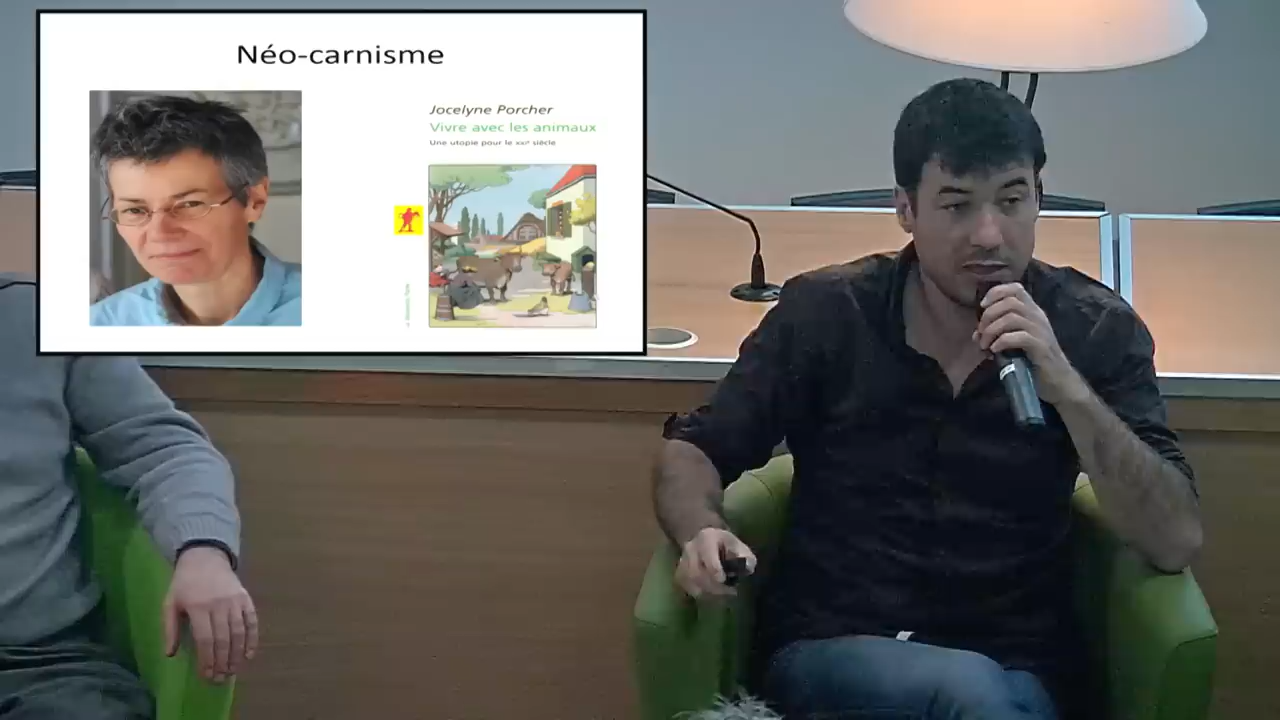 Néo-carnisme
Jocelyne Porcher
Vivre avec les animaux
Une utopie pour le XXIe siècle